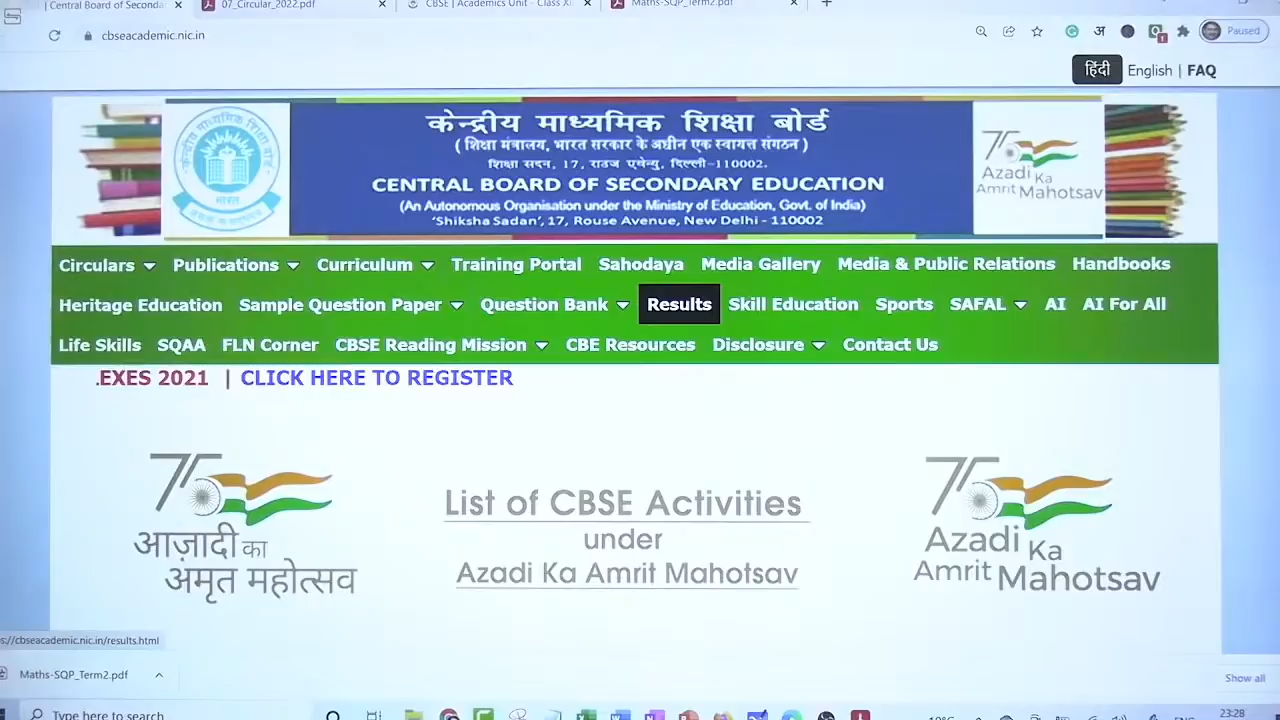 Central Board of Seconda
07_Circular_2022.pdf
CBSE | Academics Unit - Class X
Maths-SQP_Term2.pdf
cbseacademic.nic.in
Paused
हिंदी English | FAQ
केन्द्रीय माध्यमिक शिक्षा बोर्ड
( शिक्षा मंत्रालय, भारत सरकार के अधीन एक स्वायत्त संगठन )
शिक्षा सदन, 17, राउज़ एवेन्यु, दिल्ली-110002.
CENTRAL BOARD OF SECONDARY EDUCATION
(An Autonomous Organisation under the Ministry of Education, Govt. of India)
'Shiksha Sadan', 17, Rouse Avenue, New Delhi - 110002
भारत
75
Azadi Ka
Amrit Mahotsav
Circulars Publications Curriculum Training Portal Sahodaya Media Gallery Media & Public Relations Handbooks
Heritage Education Sample Question Paper Question Bank Results Skill Education Sports SAFAL AI AI For All
Life Skills SQAA FLN Corner CBSE Reading Mission CBE Resources Disclosure Contact Us
.EXES 2021 | CLICK HERE TO REGISTER
75
आज़ादी का
अमृत महोत्सव
List of CBSE Activities
under
Azadi Ka Amrit Mahotsav
75
Azadi Ka
Amrit Mahotsav
s://cbseacademic.nic.in/results.html
Maths-SQP_Term2.pdf
Show all
Type here to search
23:28